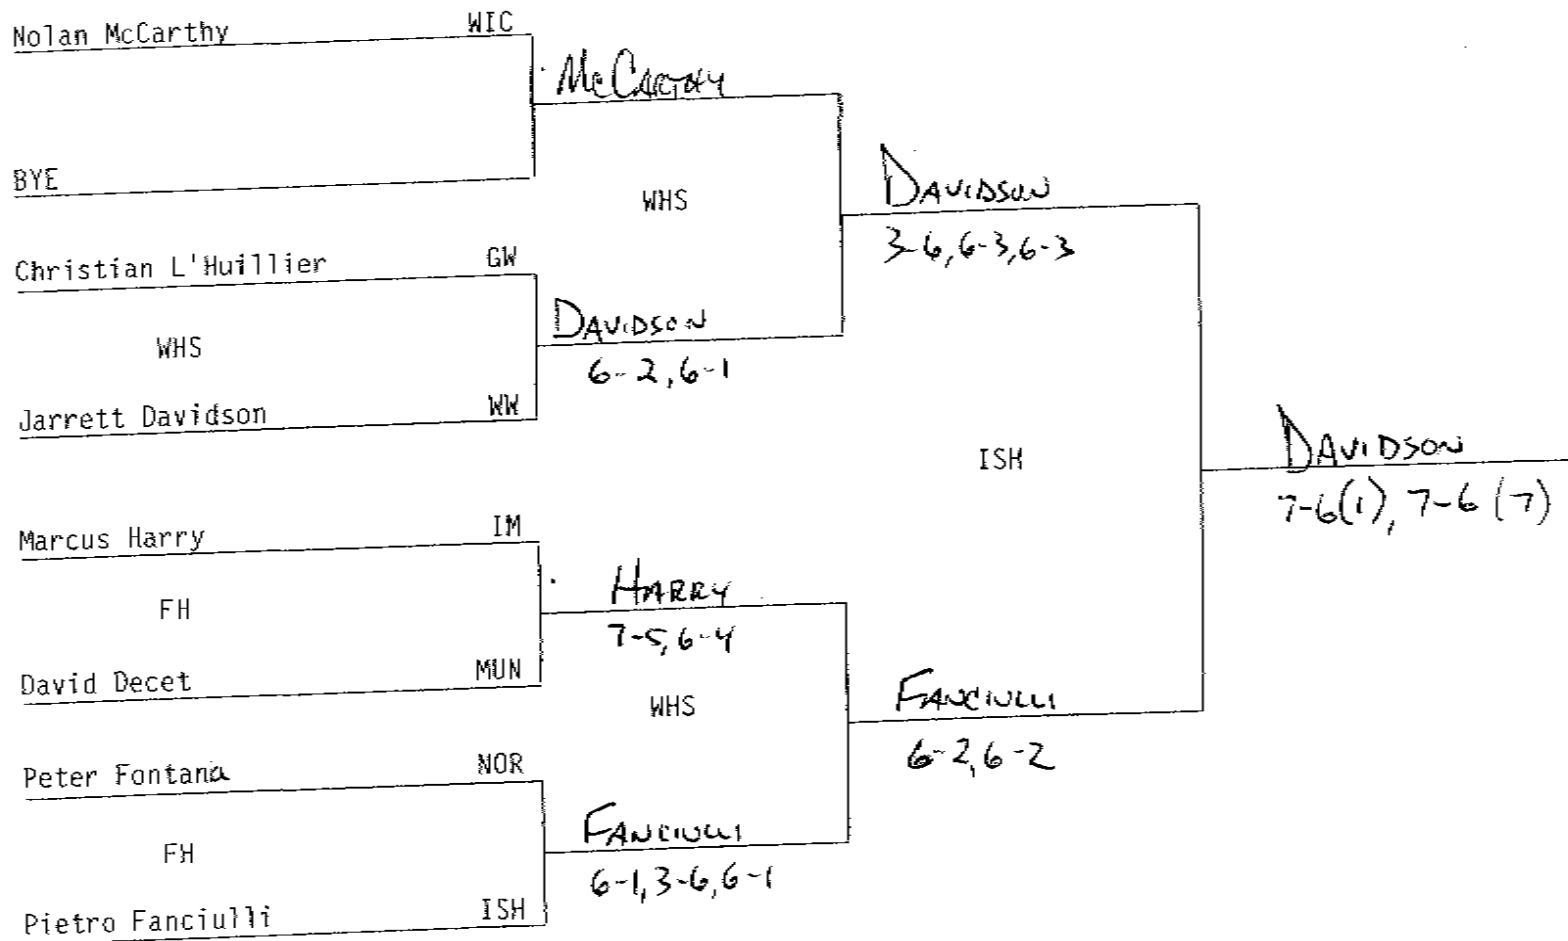 Nolan McCarthy WIC
McCarthy
BYE
WHS
DAVIDSON
3-6, 6-3, 6-3
Christian L'Huillier GW
WHS
DAVIDSON
6-2, 6-1
Jarrett Davidson WW
ISH
DAVIDSON
7-6(1), 7-6 (7)
Marcus Harry IM
FH
HARRY
7-5, 6-4
David Decet MUN
WHS
FANCIULLI
6-2, 6-2
Peter Fontana NOR
FH
FANCIULLI
6-1, 3-6, 6-1
Pietro Fanciulli ISH